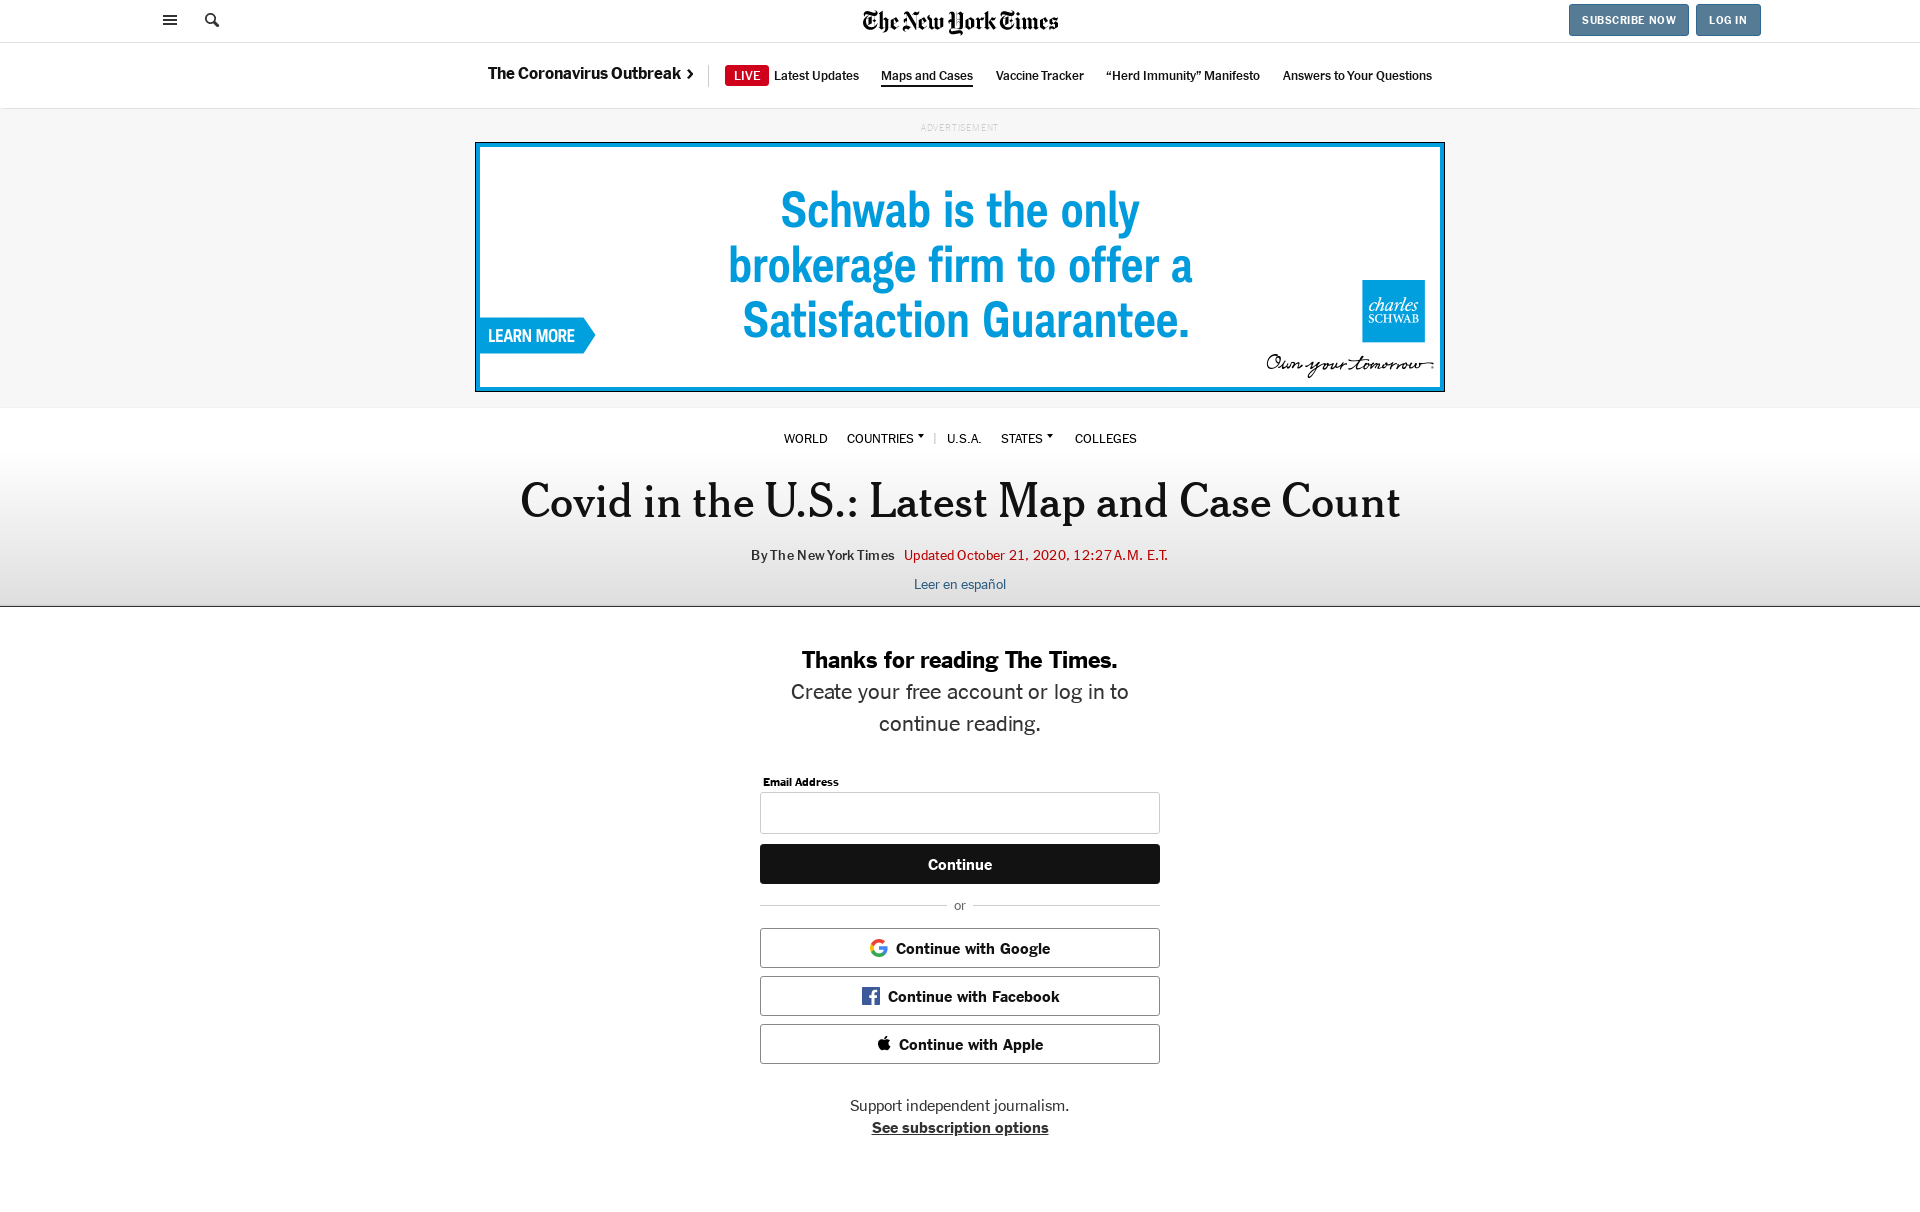 The New York Times
SUBSCRIBE NOW
LOG IN
The Coronavirus Outbreak
LIVE Latest Updates
Maps and Cases
Vaccine Tracker
“Herd Immunity” Manifesto
Answers to Your Questions
ADVERTISEMENT
Schwab is the only
brokerage firm to offer a
Satisfaction Guarantee.
LEARN MORE
charles
SCHWAB
Own your tomorrow.
WORLD COUNTRIES | U.S.A. STATES COLLEGES
Covid in the U.S.: Latest Map and Case Count
By The New York Times Updated October 21, 2020, 12:27 A.M. E.T.
Leer en español
Thanks for reading The Times.
Create your free account or log in to
continue reading.
Email Address
Continue
or
Continue with Google
Continue with Facebook
Continue with Apple
Support independent journalism.
See subscription options